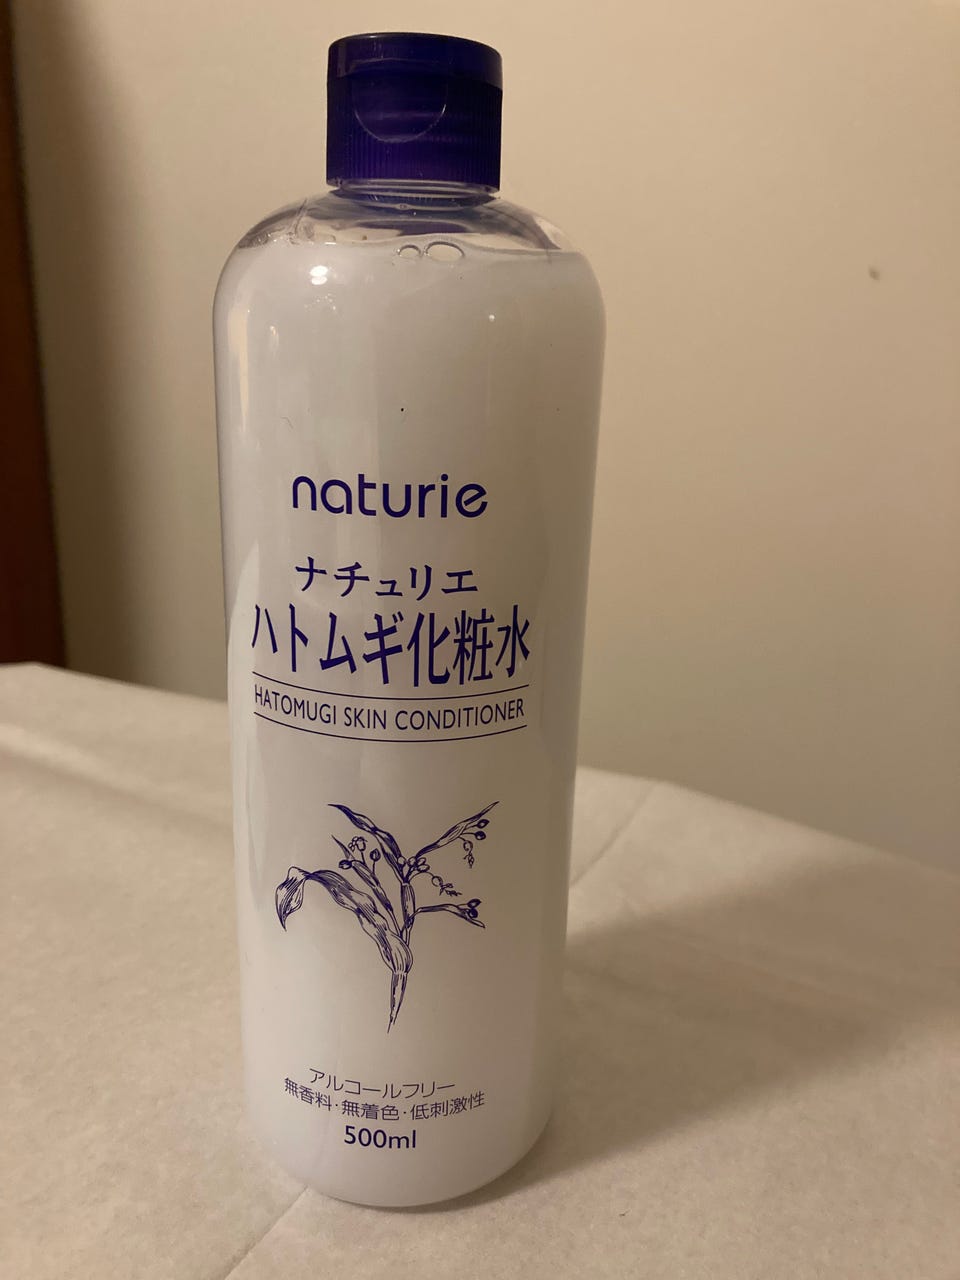 naturie
ナチュリエ
ハトムギ化粧水
HATOMUGI SKIN CONDITIONER
アルコールフリー
無香料・無着色・低刺激性
500ml